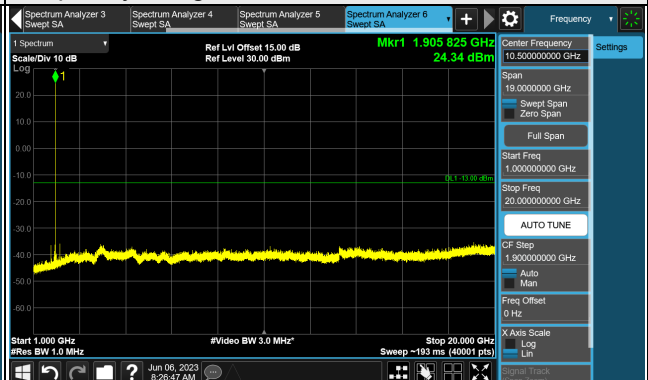 Spectrum Analyzer 3
Swept SA
Spectrum Analyzer 4
Swept SA
Spectrum Analyzer 5
Swept SA
Spectrum Analyzer 6
Swept SA
+
Frequency
1 Spectrum
Scale/Div 10 dB
Ref Lvl Offset 15.00 dB
Ref Level 30.00 dBm
Mkr1 1.905 825 GHz
24.34 dBm
Log
1
20.0
10.0
0.00
-10.0
DL1 -13.00 dBm
-20.0
-30.0
-40.0
-50.0
-60.0
Start 1.000 GHz
#Res BW 1.0 MHz
#Video BW 3.0 MHz*
Stop 20.000 GHz
Sweep ~193 ms (40001 pts)
Center Frequency
10.500000000 GHz
Settings
Span
19.0000000 GHz
Swept Span
Zero Span
Full Span
Start Freq
1.000000000 GHz
Stop Freq
20.000000000 GHz
AUTO TUNE
CF Step
1.900000000 GHz
Auto
Man
Freq Offset
0 Hz
X Axis Scale
Log
Lin
Signal Track
?
Jun 06, 2023
8:26:47 AM